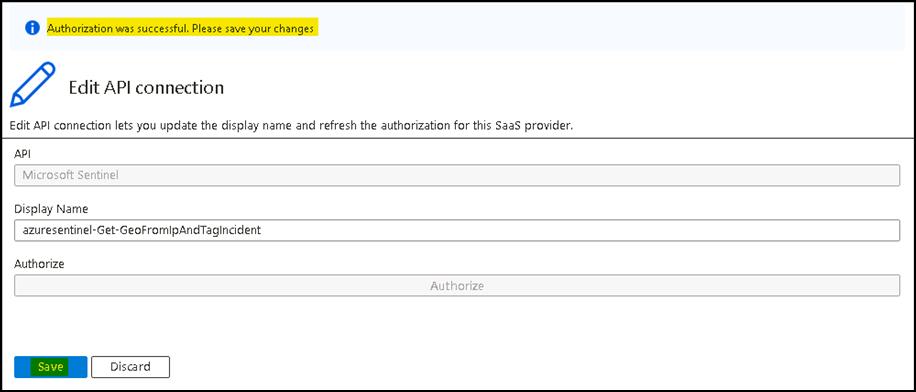 Authorization was successful. Please save your changes
Edit API connection
Edit API connection lets you update the display name and refresh the authorization for this SaaS provider.
API
Microsoft Sentinel
Display Name
azuresentinel-Get-GeoFromIpAndTagIncident
Authorize
Authorize
Save Discard